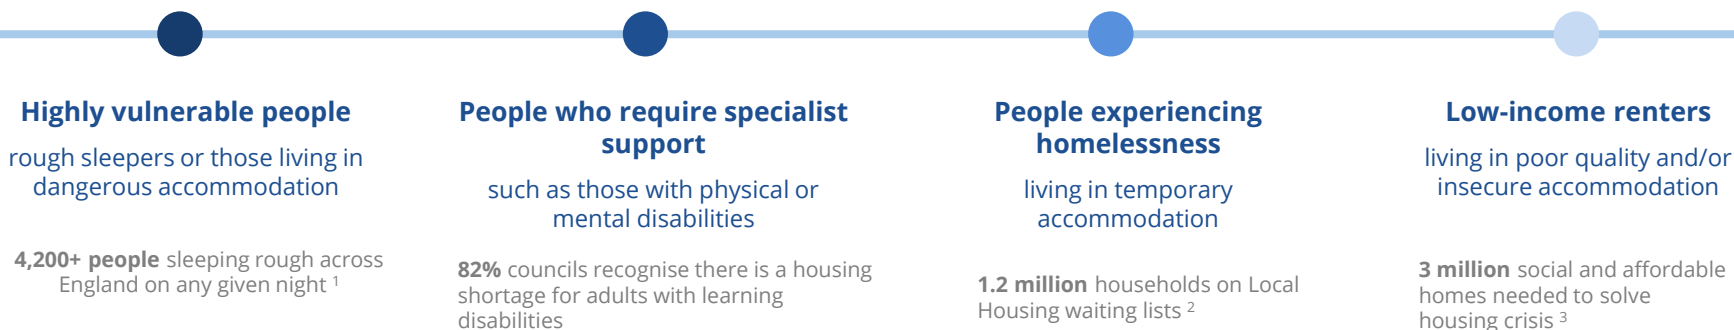 Highly vulnerable people
rough sleepers or those living in
dangerous accommodation
4,200+ people sleeping rough across
England on any given night ¹
People who require specialist
support
such as those with physical or
mental disabilities
82% councils recognise there is a housing
shortage for adults with learning
disabilities
People experiencing
homelessness
living in temporary
accommodation
1.2 million households on Local
Housing waiting lists ²
Low-income renters
living in poor quality and/or
insecure accommodation
3 million social and affordable
homes needed to solve
housing crisis ³